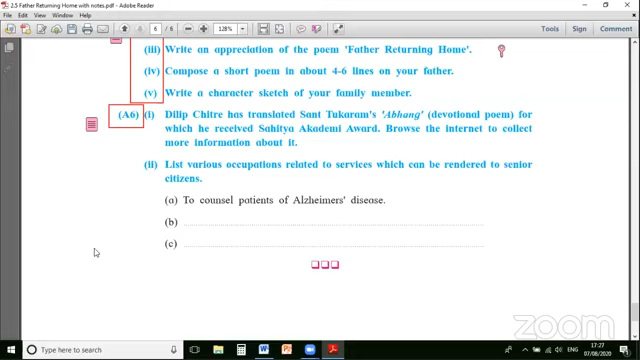 2.5 Father Returning Home with notes.pdf - Adobe Reader
File Edit View Window Help
6 / 6
128%
(iii) Write an appreciation of the poem 'Father Returning Home'.
(iv) Compose a short poem in about 4-6 lines on your father.
(v) Write a character sketch of your family member.
(A6) (i) Dilip Chitre has translated Sant Tukaram's 'Abhang' (devotional poem) for
which he received Sahitya Akademi Award. Browse the internet to collect
more information about it.
(ii) List various occupations related to services which can be rendered to senior
citizens.
(a) To counsel patients of Alzheimers' disease.
(b)
(c)
zoom
Type here to search
ENG
17:27
07/08/2020